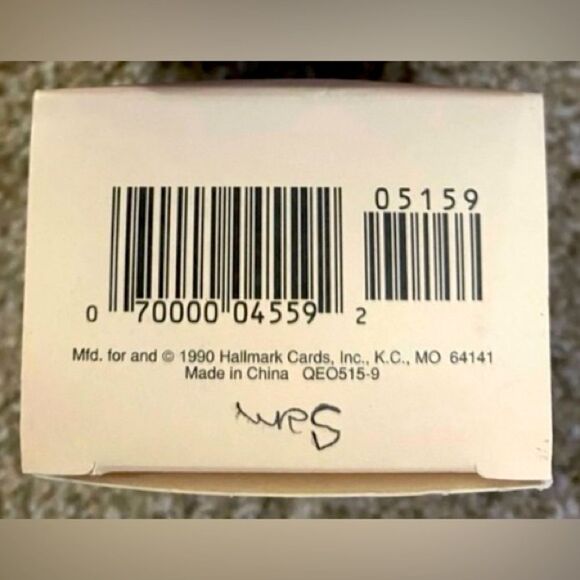 05159
0 70000 04559 2
Mfd. for and © 1990 Hallmark Cards, Inc., K.C., MO 64141
Made in China QEO515-9
Sam